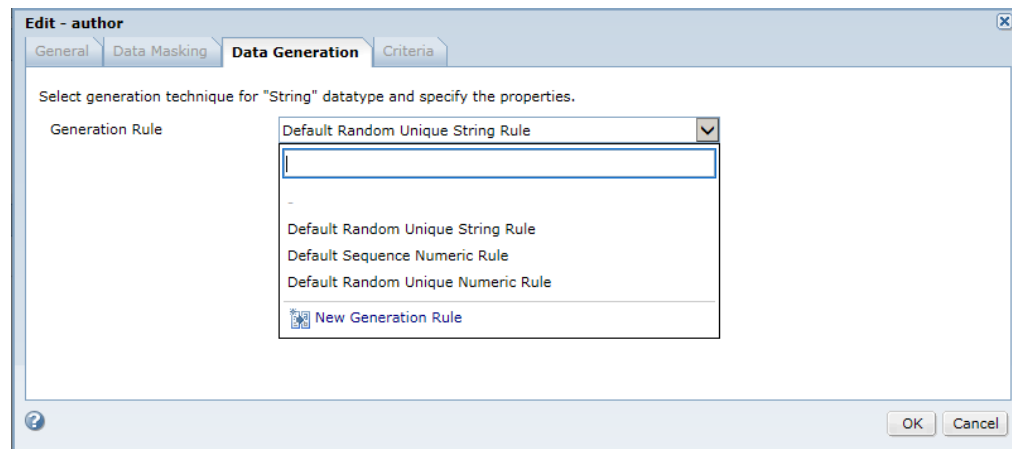 Edit - author
General Data Masking Data Generation Criteria
Select generation technique for "String" datatype and specify the properties.
Generation Rule Default Random Unique String Rule
-
Default Random Unique String Rule
Default Sequence Numeric Rule
Default Random Unique Numeric Rule
New Generation Rule
OK Cancel